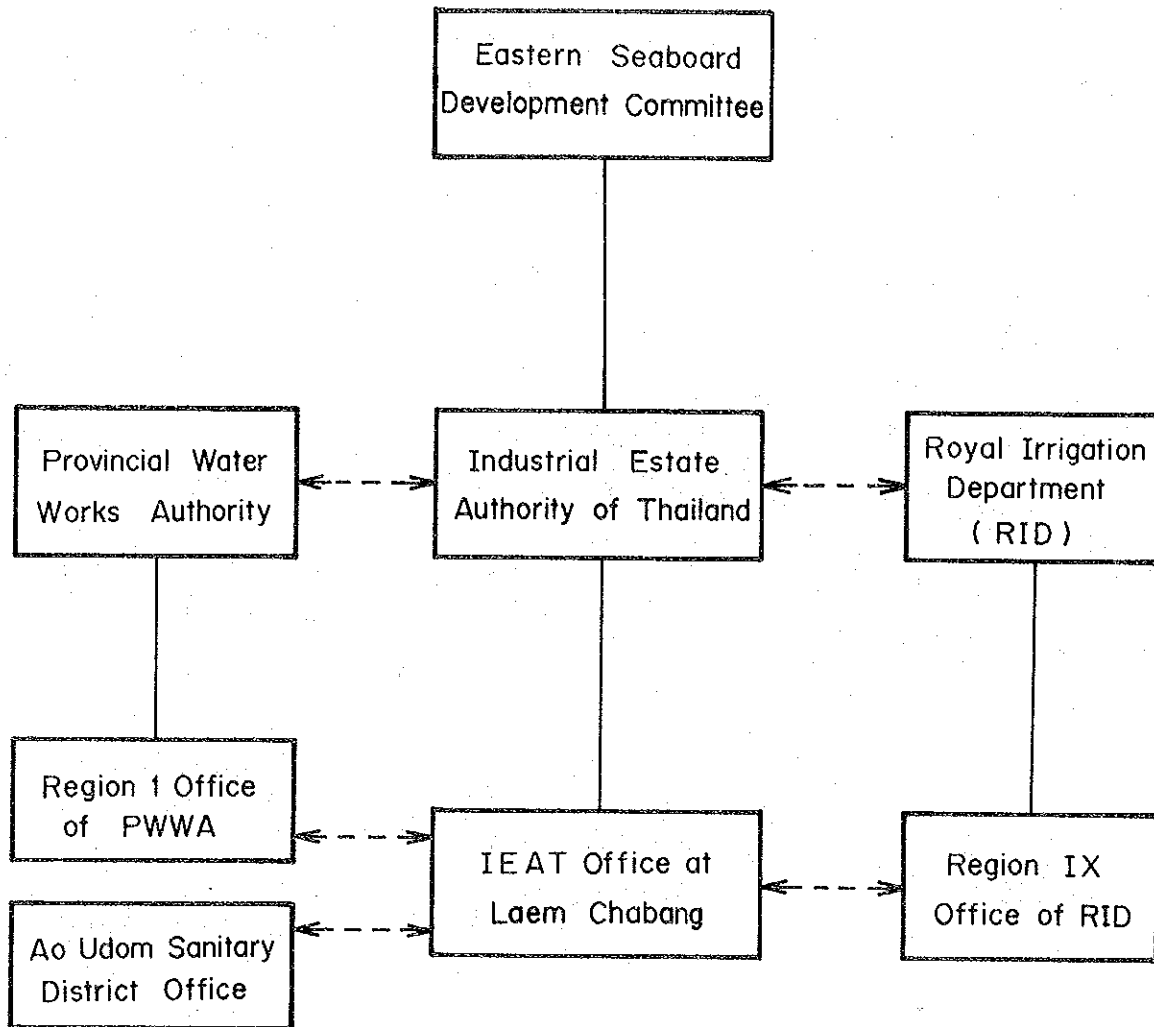 Eastern Seaboard
Development Committee
Provincial Water
Works Authority
Industrial Estate
Authority of Thailand
Royal Irrigation
Department
(RID)
Region 1 Office
of PWWA
IEAT Office at
Laem Chabang
Region IX
Office of RID
Ao Udom Sanitary
District Office